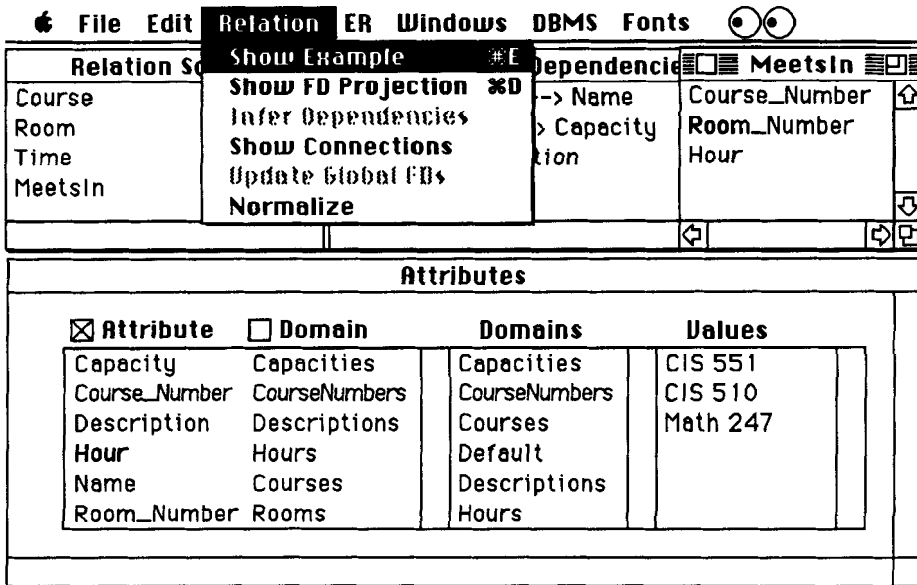 File Edit Relation ER Windows DBMS Fonts
Relation Sc
Course
Room
Time
MeetsIn
Show Example ⌘E
Show FD Projection ⌘D
Infer Dependencies
Show Connections
Update Global FDs
Normalize
Dependencie
--> Name
> Capacity
tion
MeetsIn
Course_Number
Room_Number
Hour
Attributes
Attribute Domain Domains Values
Capacity Capacities Capacities CIS 551
Course_Number CourseNumbers CourseNumbers CIS 510
Description Descriptions Courses Math 247
Hour Hours Default
Name Courses Descriptions
Room_Number Rooms Hours